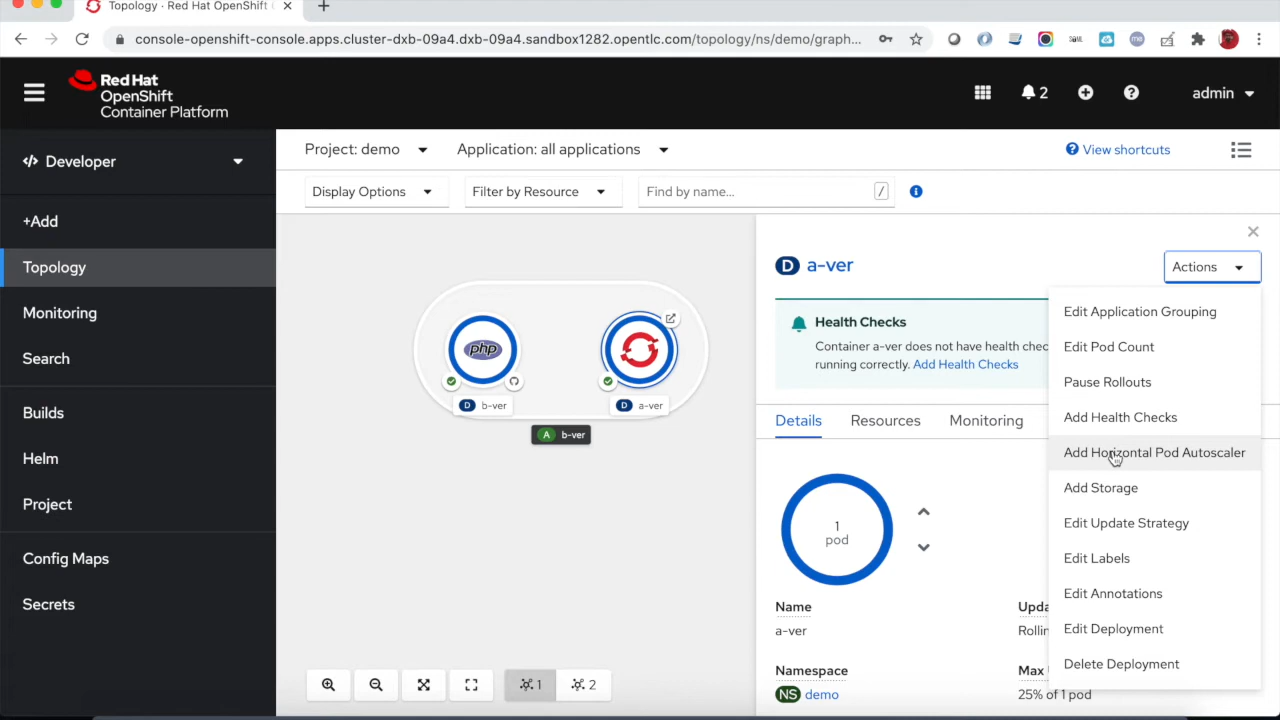 Topology · Red Hat OpenShift
console-openshift-console.apps.cluster-dxb-09a4.dxb-09a4.sandbox1282.opentlc.com/topology/ns/demo/graph...
Red Hat
OpenShift
Container Platform
2
admin
Developer
+Add
Topology
Monitoring
Search
Builds
Helm
Project
Config Maps
Secrets
Project: demo
Application: all applications
View shortcuts
Display Options
Filter by Resource
Find by name...
/
php
D b-ver
D a-ver
A b-ver
1
2
D a-ver
Actions
Health Checks
Container a-ver does not have health chec
running correctly. Add Health Checks
Details
Resources
Monitoring
1
pod
Name
a-ver
Upda
Rollin
Namespace
NS demo
Max
25% of 1 pod
Edit Application Grouping
Edit Pod Count
Pause Rollouts
Add Health Checks
Add Horizontal Pod Autoscaler
Add Storage
Edit Update Strategy
Edit Labels
Edit Annotations
Edit Deployment
Delete Deployment